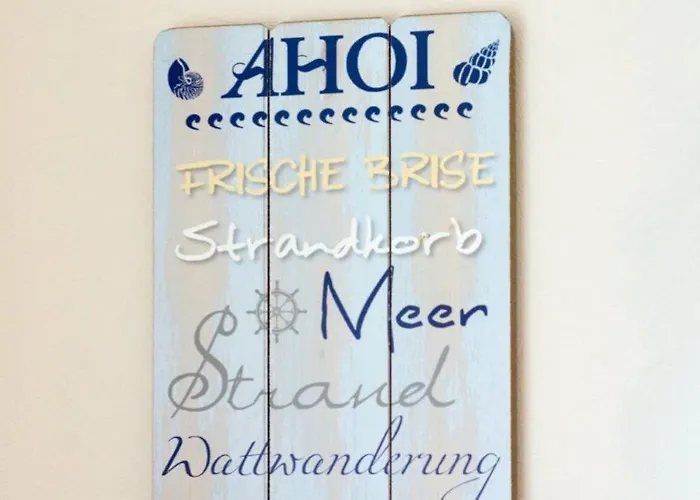 AHOI
FRISCHE BRISE
Strandkorb
Meer
Strand
Wattwanderung